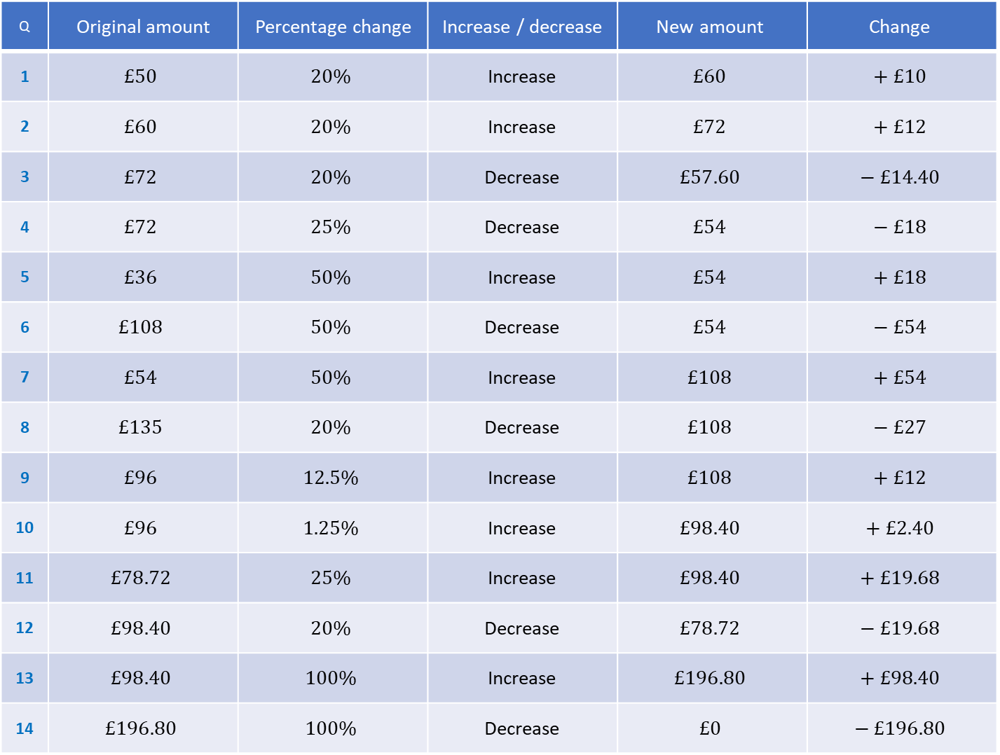 Q Original amount Percentage change Increase / decrease New amount Change
1 £50 20% Increase £60 + £10
2 £60 20% Increase £72 + £12
3 £72 20% Decrease £57.60 − £14.40
4 £72 25% Decrease £54 − £18
5 £36 50% Increase £54 + £18
6 £108 50% Decrease £54 − £54
7 £54 50% Increase £108 + £54
8 £135 20% Decrease £108 − £27
9 £96 12.5% Increase £108 + £12
10 £96 1.25% Increase £98.40 + £2.40
11 £78.72 25% Increase £98.40 + £19.68
12 £98.40 20% Decrease £78.72 − £19.68
13 £98.40 100% Increase £196.80 + £98.40
14 £196.80 100% Decrease £0 − £196.80